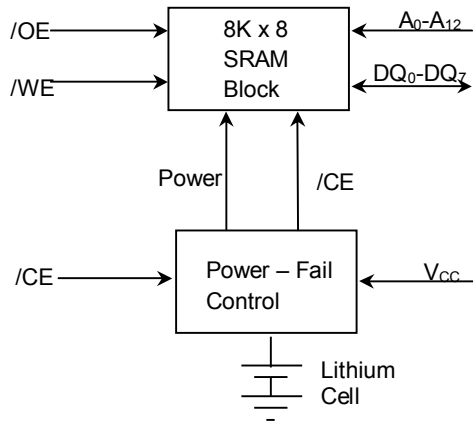 /OE
/WE
8K x 8
SRAM
Block
A0-A12
DQ0-DQ7
Power
/CE
/CE
Power – Fail
Control
VCC
Lithium
Cell